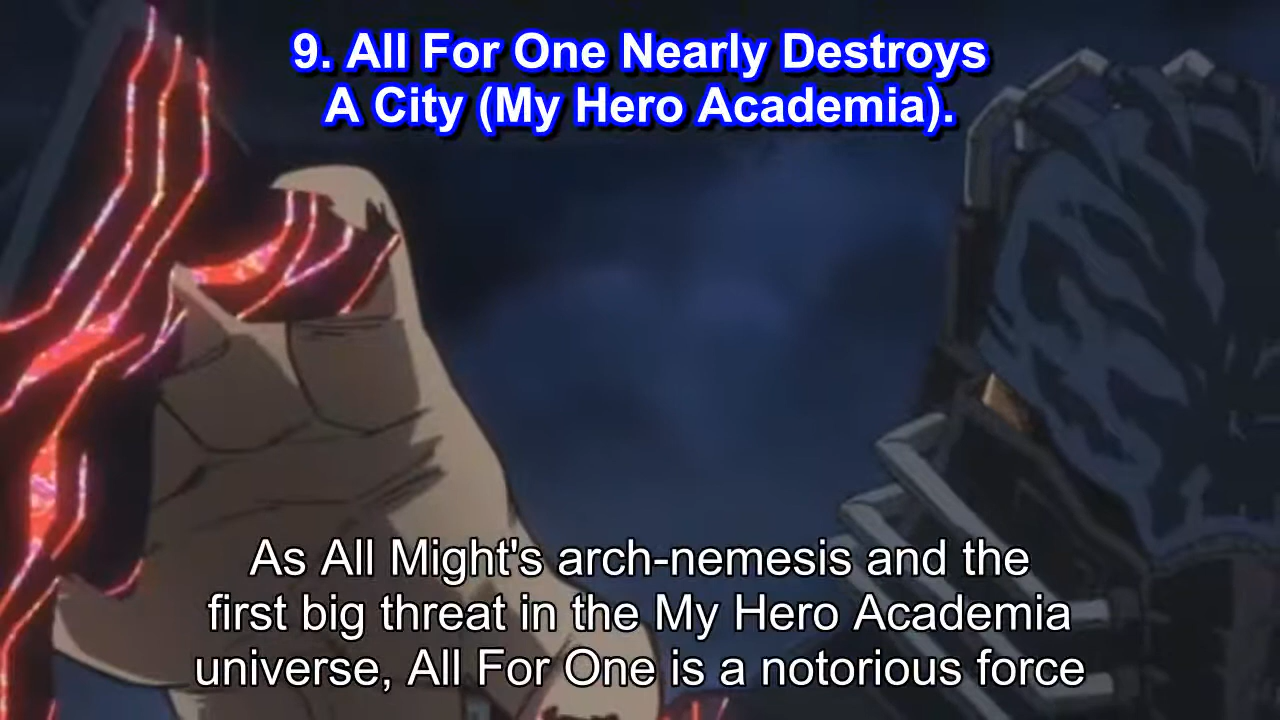 9. All For One Nearly Destroys
A City (My Hero Academia).
As All Might's arch-nemesis and the
first big threat in the My Hero Academia
universe, All For One is a notorious force